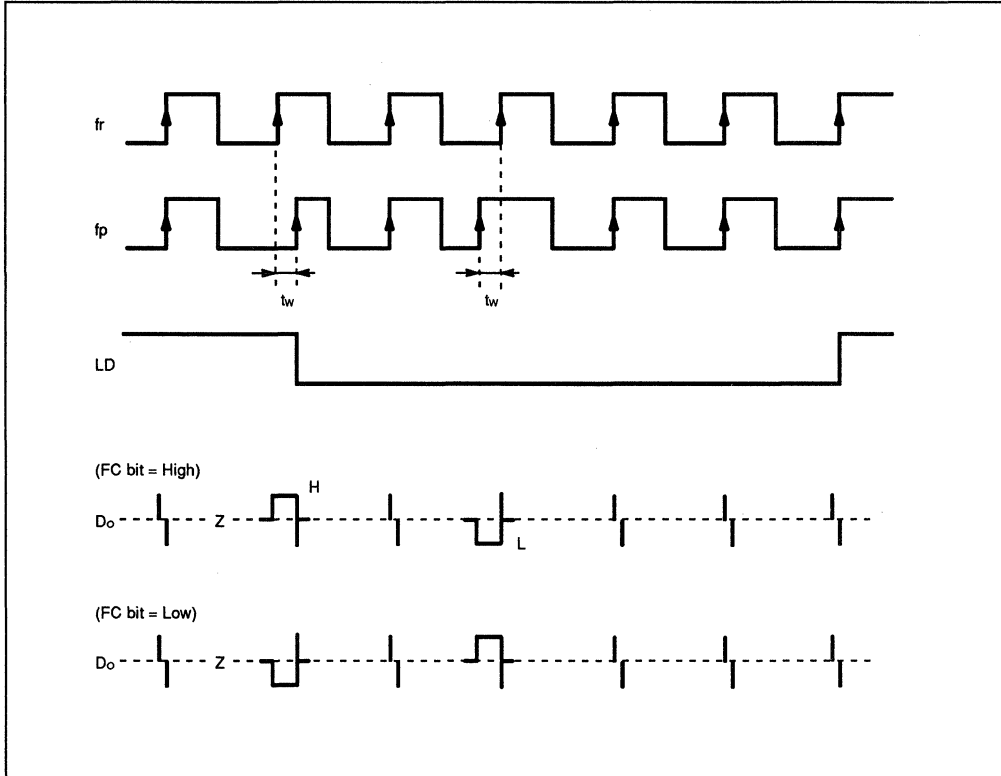 fr
fp
tw tw
LD
(FC bit = High)
H
Do Z
L
(FC bit = Low)
Do Z